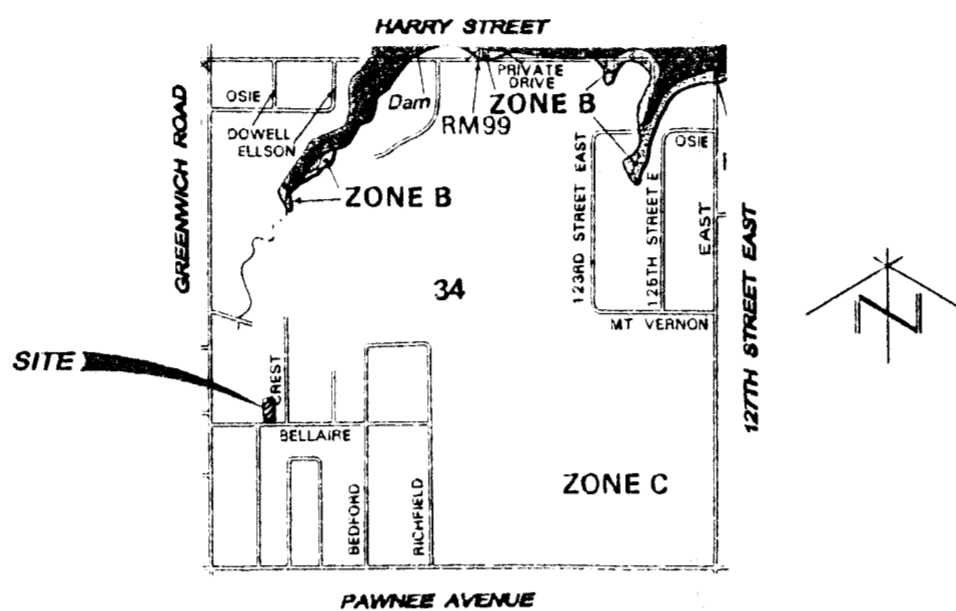 HARRY STREET
PRIVATE
DRIVE
OSIE
Dam
ZONE B
DOWELL
ELLSON
RM99
OSIE
GREENWICH ROAD
ZONE B
123RD STREET EAST
126TH STREET E
EAST
127TH STREET EAST
34
MT VERNON
N
SITE
CREST
BELLAIRE
ZONE C
BEDFORD
RICHFIELD
PAWNEE AVENUE